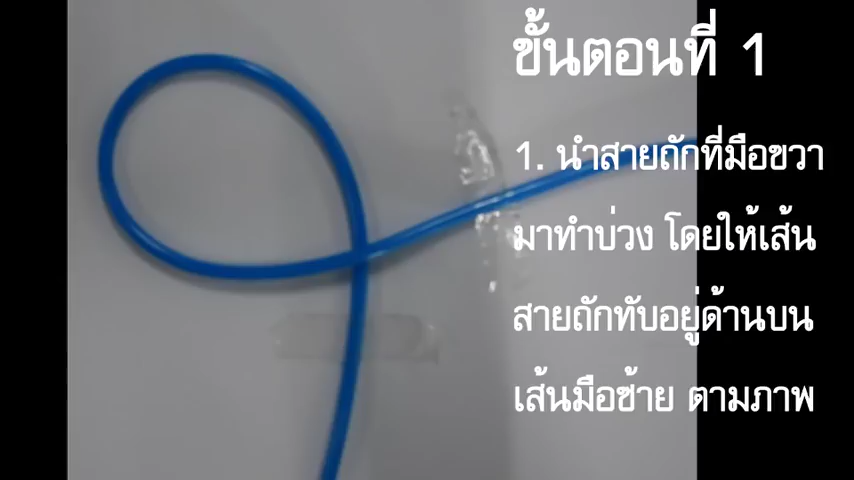 ขั้นตอนที่ 1
1. นำสายถักที่มือขวา
มาทำบ่วง โดยให้เส้น
สายถักทับอยู่ด้านบน
เส้นมือซ้าย ตามภาพ